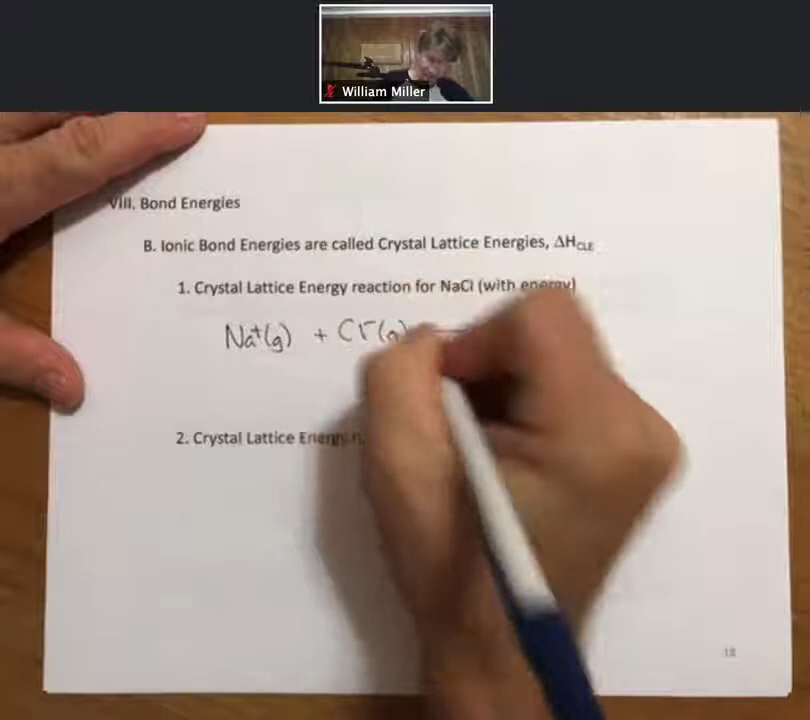 William Miller
VIII. Bond Energies
B. Ionic Bond Energies are called Crystal Lattice Energies, ΔHCLE
1. Crystal Lattice Energy reaction for NaCl (with energy)
Na⁺(g) + Cl⁻(g)
2. Crystal Lattice Energy
18